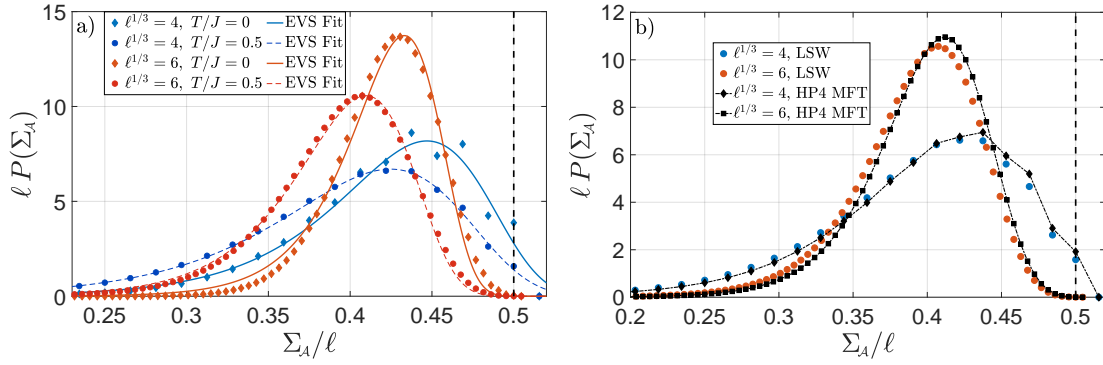 a)
ℓ^{1/3} = 4, T/J = 0 EVS Fit
ℓ^{1/3} = 4, T/J = 0.5 EVS Fit
ℓ^{1/3} = 6, T/J = 0 EVS Fit
ℓ^{1/3} = 6, T/J = 0.5 EVS Fit
15
10
5
0
ℓ P(Σ_𝒜)
0.25 0.3 0.35 0.4 0.45 0.5
Σ_𝒜/ℓ
b)
ℓ^{1/3} = 4, LSW
ℓ^{1/3} = 6, LSW
ℓ^{1/3} = 4, HP4 MFT
ℓ^{1/3} = 6, HP4 MFT
12
10
8
6
4
2
0
ℓ P(Σ_𝒜)
0.2 0.25 0.3 0.35 0.4 0.45 0.5
Σ_𝒜/ℓ